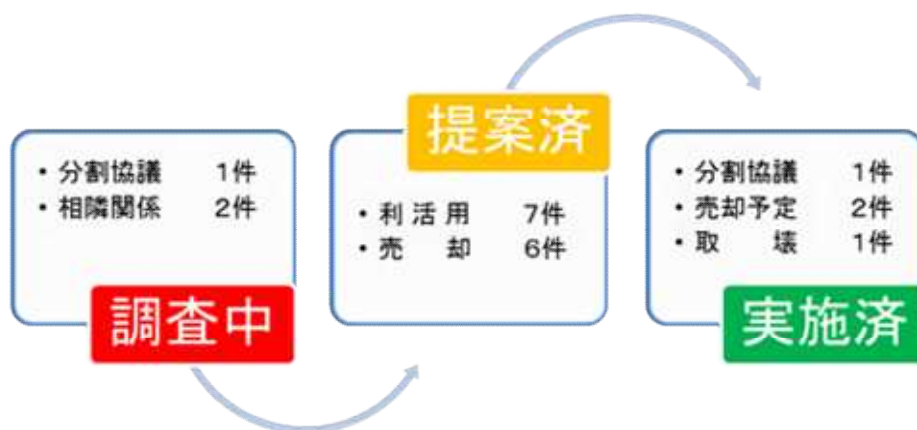 ・分割協議 1件
・相隣関係 2件
調査中
提案済
・利活用 7件
・売却 6件
・分割協議 1件
・売却予定 2件
・取壊 1件
実施済